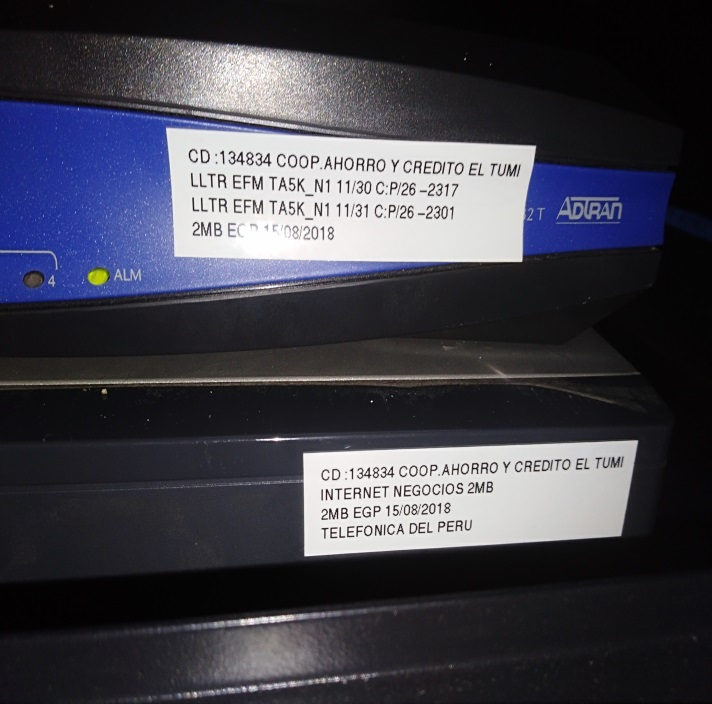 CD :134834 COOP.AHORRO Y CREDITO EL TUMI
LLTR EFM TA5K_N1 11/30 C:P/26 -2317
LLTR EFM TA5K_N1 11/31 C:P/26 -2301
2MB EGP 15/08/2018
2 T ADTRAN
4 ALM
CD :134834 COOP.AHORRO Y CREDITO EL TUMI
INTERNET NEGOCIOS 2MB
2MB EGP 15/08/2018
TELEFONICA DEL PERU